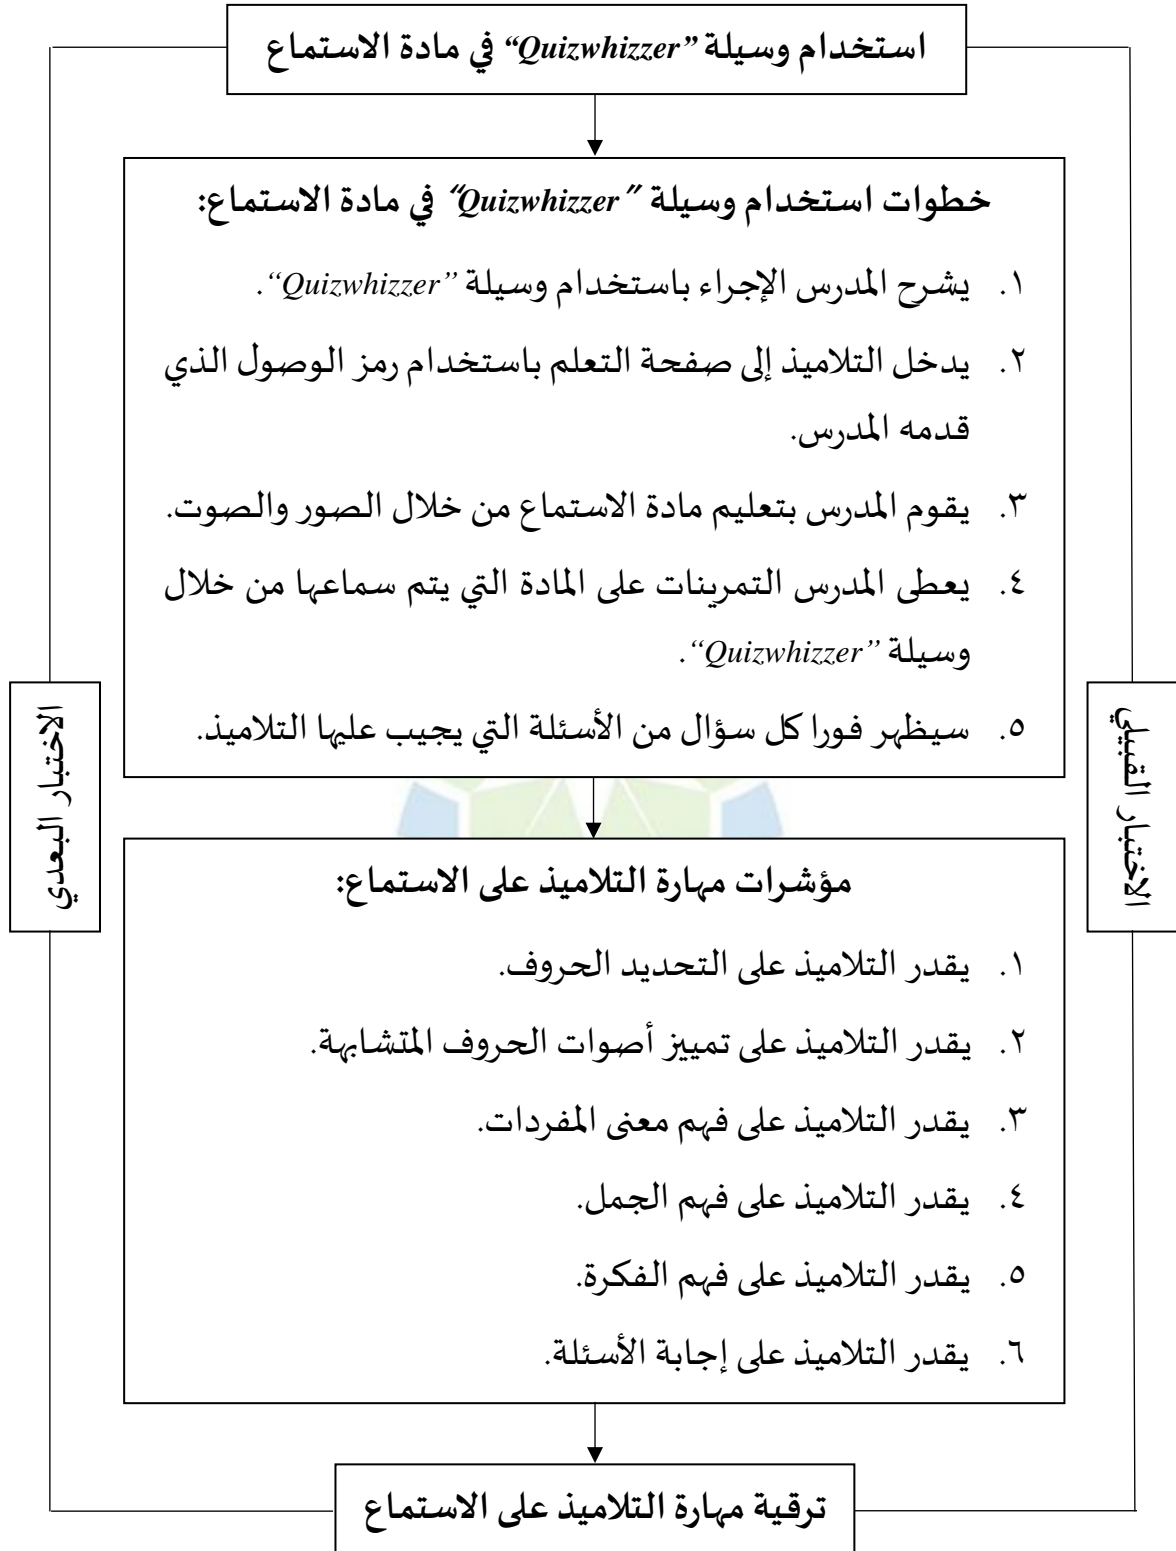 استخدام وسيلة "Quizwhizzer" في مادة الاستماع
خطوات استخدام وسيلة "Quizwhizzer" في مادة الاستماع:
١. يشرح المدرس الإجراء باستخدام وسيلة "Quizwhizzer".
٢. يدخل التلاميذ إلى صفحة التعلم باستخدام رمز الوصول الذي
قدمه المدرس.
٣. يقوم المدرس بتعليم مادة الاستماع من خلال الصور والصوت.
٤. يعطى المدرس التمرينات على المادة التي يتم سماعها من خلال
وسيلة "Quizwhizzer".
٥. سيظهر فورا كل سؤال من الأسئلة التي يجيب عليها التلاميذ.
الاختبار القبيلي
الاختبار البعدي
مؤشرات مهارة التلاميذ على الاستماع:
١. يقدر التلاميذ على التحديد الحروف.
٢. يقدر التلاميذ على تمييز أصوات الحروف المتشابهة.
٣. يقدر التلاميذ على فهم معنى المفردات.
٤. يقدر التلاميذ على فهم الجمل.
٥. يقدر التلاميذ على فهم الفكرة.
٦. يقدر التلاميذ على إجابة الأسئلة.
ترقية مهارة التلاميذ على الاستماع